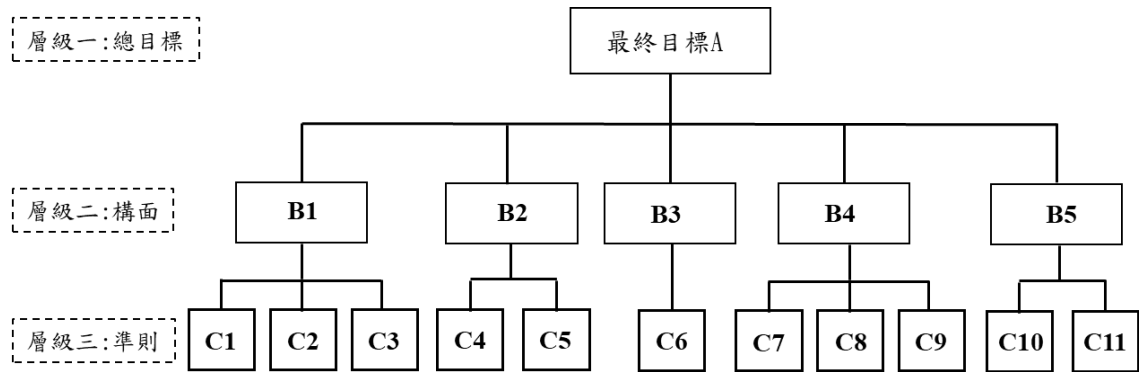 層級一:總目標
最終目標A
層級二:構面
B1
B2
B3
B4
B5
層級三:準則
C1
C2
C3
C4
C5
C6
C7
C8
C9
C10
C11